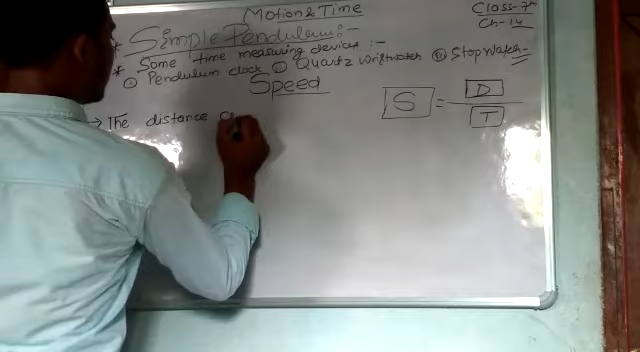 Motion & Time
Class-7th
Ch-14
* Simple Pendulum:-
* Some time measuring devices :-
① Pendulum clock ② Quartz wristwatch ③ Stopwatch
Speed
S = D / T
→ The distance